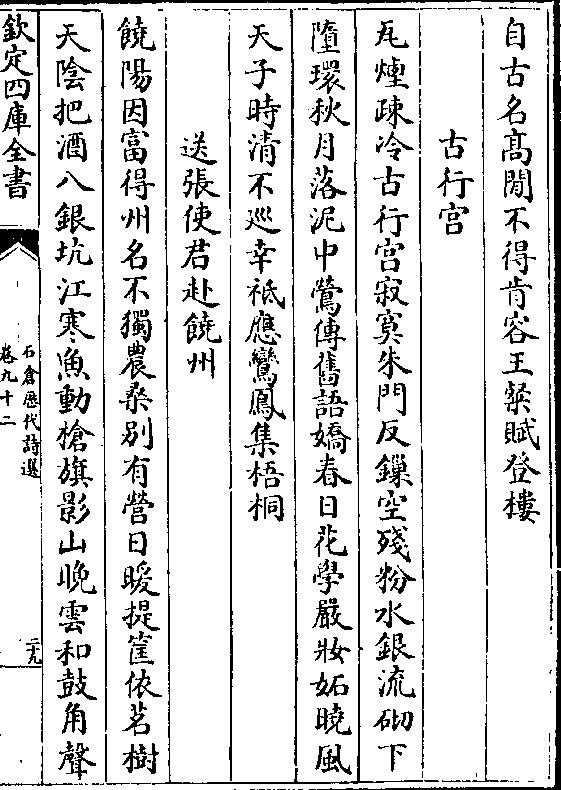 自古名髙閒不得肯容王粲賦登樓
古行宫
瓦煙疎冷古行宫寂寞朱門反鏁空殘粉水銀流砌下
墮環秋月落泥中鶯傳舊語嬌春日花學嚴妝妬曉風
天子時清不巡幸祗應鸞鳳集梧桐
送張使君赴饒州
饒陽因富得州名不獨農桑别有營日暖提筐依茗樹
天陰把酒入銀坑江寒魚動槍旗影山晚雲和鼓角聲
欽定四庫全書
石倉歴代詩選
卷九十二
二九